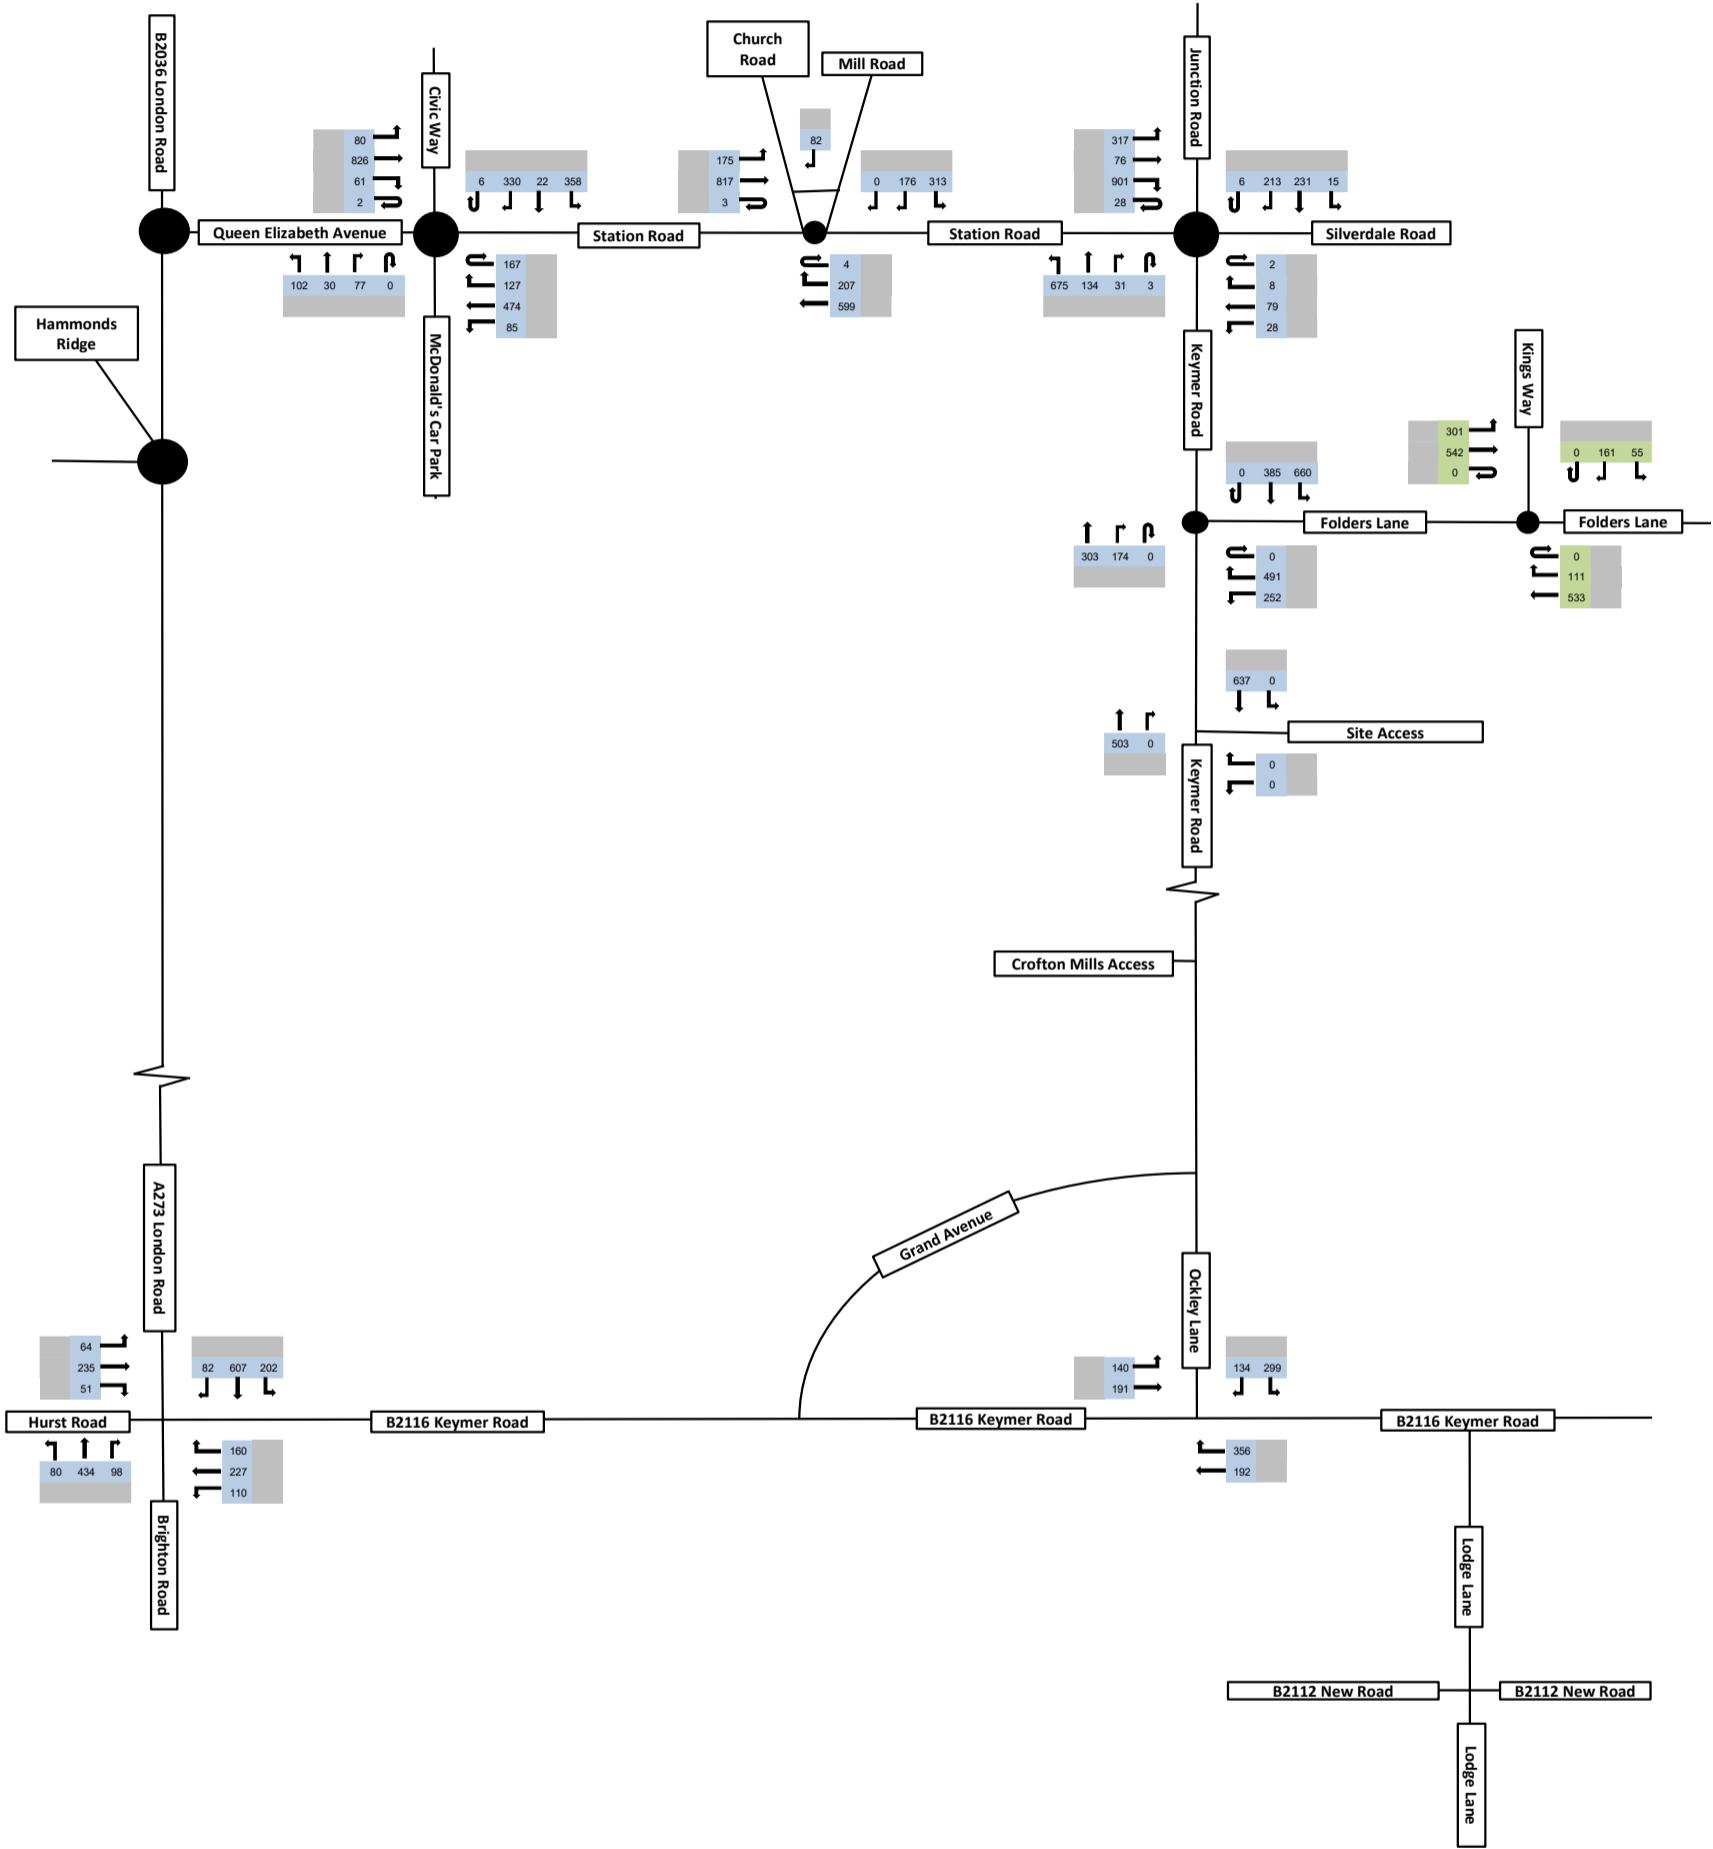 Church
Road
Mill Road
B2036 London Road
Civic Way
Junction Road
80
826
61
2
6 330 22 358
175
817
3
82
0 176 313
317
76
901
28
6 213 231 15
Queen Elizabeth Avenue
Station Road
Station Road
Silverdale Road
102 30 77 0
167
127
474
85
4
207
599
675 134 31 3
2
8
79
28
Hammonds
Ridge
McDonald's Car Park
Keymer Road
Kings Way
301
542
0
0 161 55
0 385 660
Folders Lane
Folders Lane
303 174 0
0
491
252
0
111
533
637 0
503 0
Site Access
0
0
Keymer Road
Crofton Mills Access
A273 London Road
Grand Avenue
Ockley Lane
64
235
51
82 607 202
140
191
134 299
Hurst Road
B2116 Keymer Road
B2116 Keymer Road
B2116 Keymer Road
80 434 98
160
227
110
356
192
Brighton Road
Lodge Lane
B2112 New Road
B2112 New Road
Lodge Lane